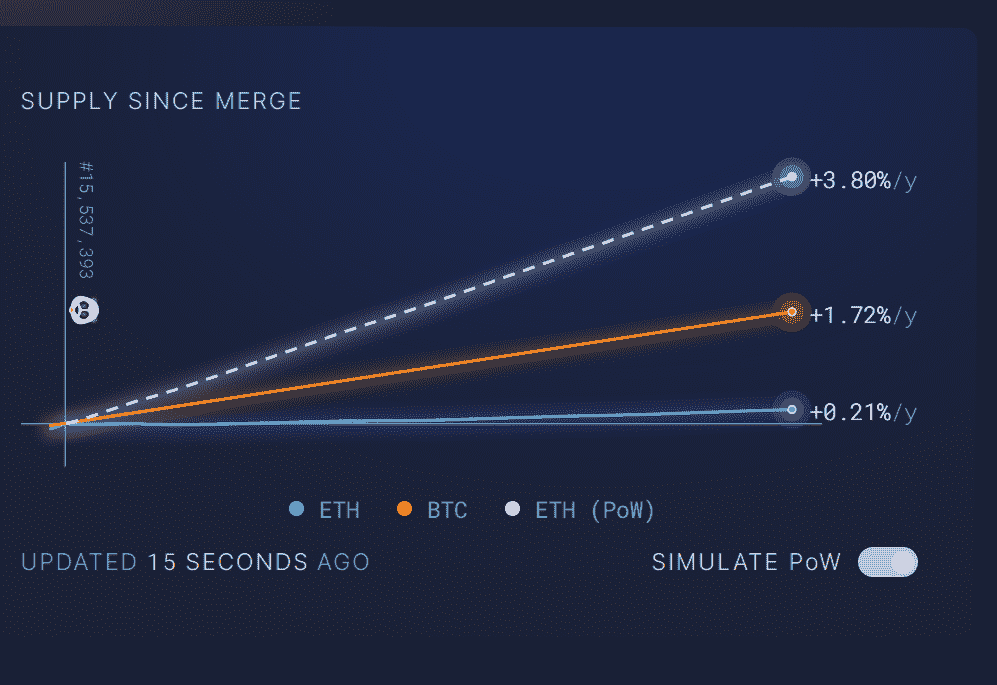 SUPPLY SINCE MERGE
#15,537,393
+3.80%/y
+1.72%/y
+0.21%/y
ETH BTC ETH (PoW)
UPDATED 15 SECONDS AGO
SIMULATE PoW